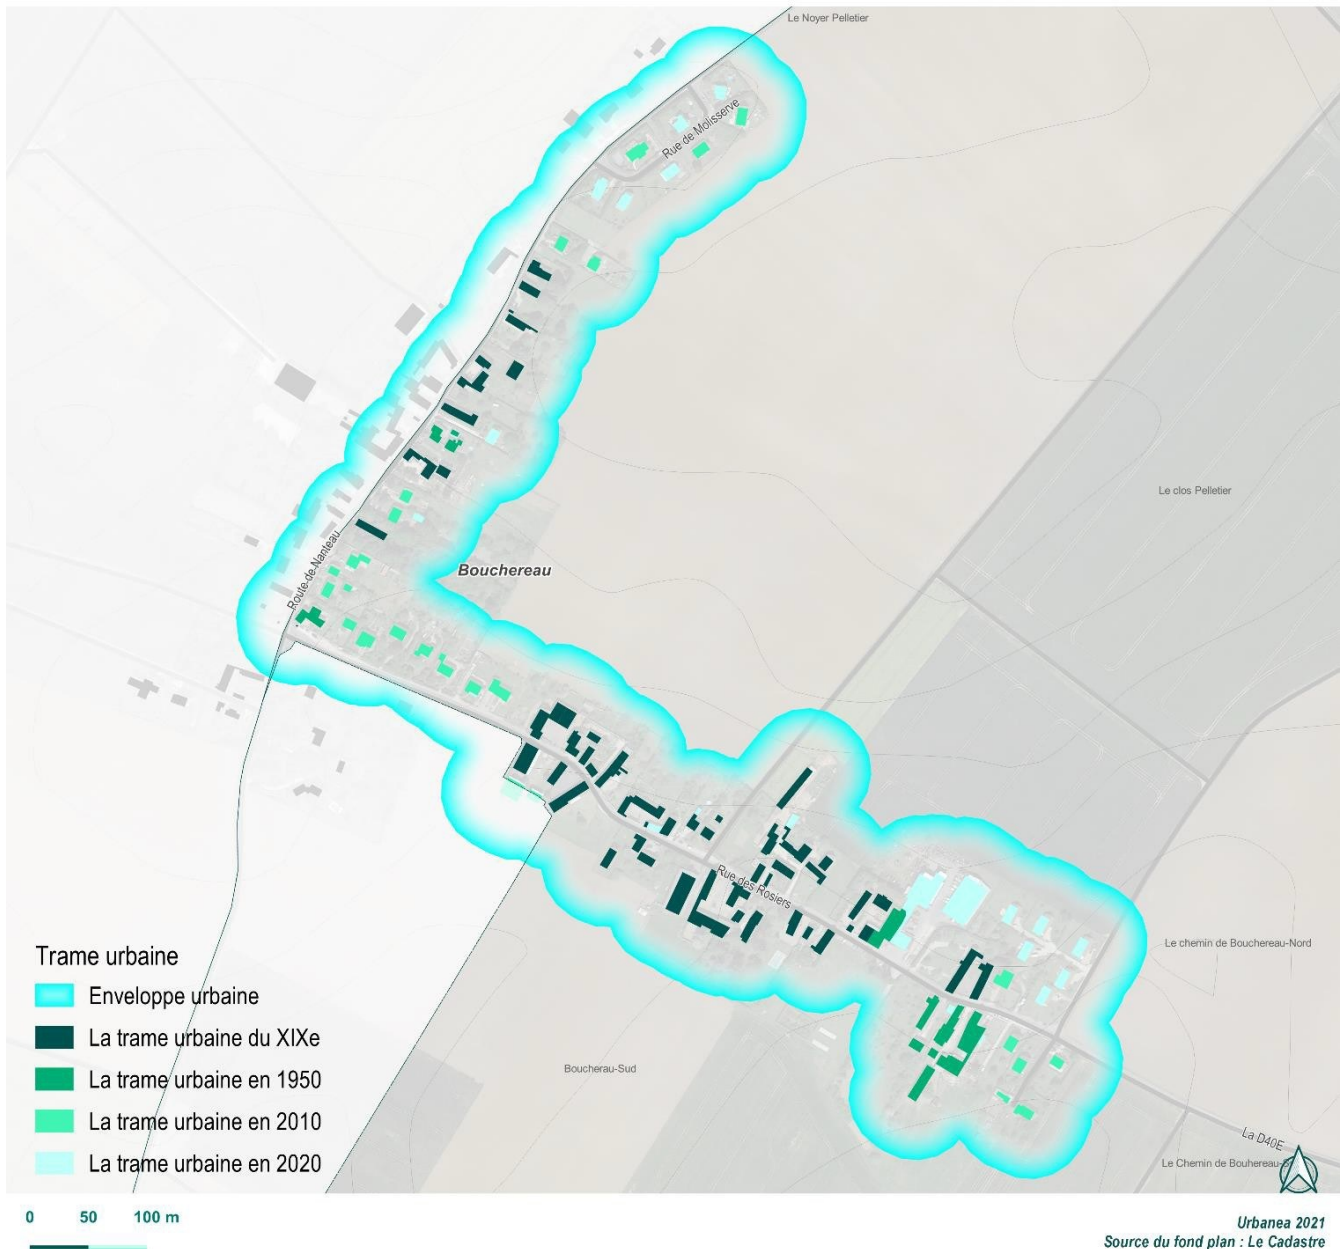 Le Noyer Pelletier
Rue de Molisserve
Le clos Pelletier
Route-de-Nanteau
Bouchereau
Rue des Rosiers
Le chemin de Bouchereau-Nord
Boucherau-Sud
La D40E
Le Chemin de Bouhereau-
Trame urbaine
Enveloppe urbaine
La trame urbaine du XIXe
La trame urbaine en 1950
La trame urbaine en 2010
La trame urbaine en 2020
0 50 100 m
Urbanea 2021
Source du fond plan : Le Cadastre